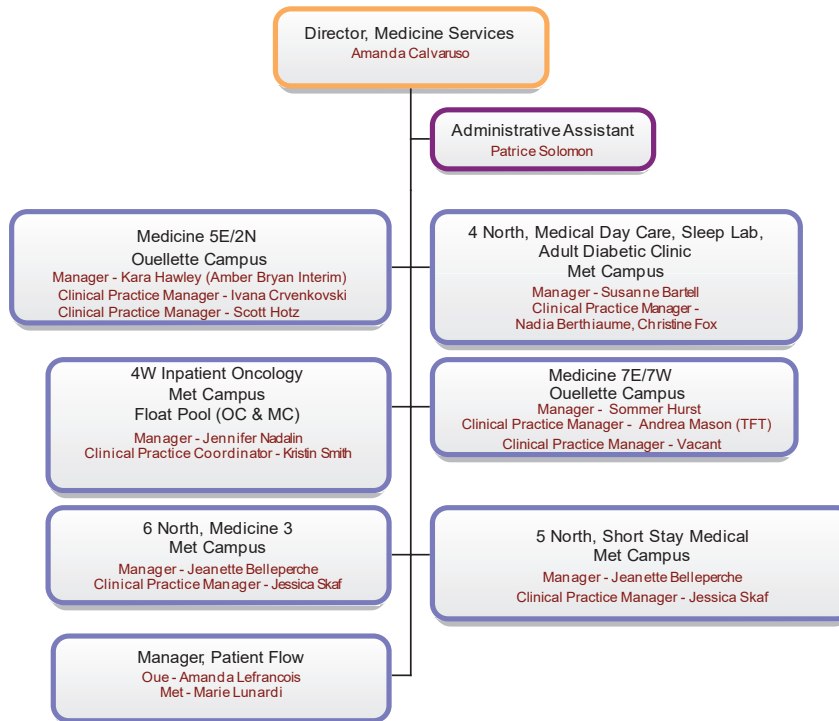 Director, Medicine Services
Amanda Calvaruso
Administrative Assistant
Patrice Solomon
Medicine 5E/2N
Ouellette Campus
Manager - Kara Hawley (Amber Bryan Interim)
Clinical Practice Manager - Ivana Crvenkovski
Clinical Practice Manager - Scott Hotz
4 North, Medical Day Care, Sleep Lab,
Adult Diabetic Clinic
Met Campus
Manager - Susanne Bartell
Clinical Practice Manager -
Nadia Berthiaume, Christine Fox
4W Inpatient Oncology
Met Campus
Float Pool (OC & MC)
Manager - Jennifer Nadalin
Clinical Practice Coordinator - Kristin Smith
Medicine 7E/7W
Ouellette Campus
Manager - Sommer Hurst
Clinical Practice Manager - Andrea Mason (TFT)
Clinical Practice Manager - Vacant
6 North, Medicine 3
Met Campus
Manager - Jeanette Belleperche
Clinical Practice Manager - Jessica Skaf
5 North, Short Stay Medical
Met Campus
Manager - Jeanette Belleperche
Clinical Practice Manager - Jessica Skaf
Manager, Patient Flow
Oue - Amanda Lefrancois
Met - Marie Lunardi